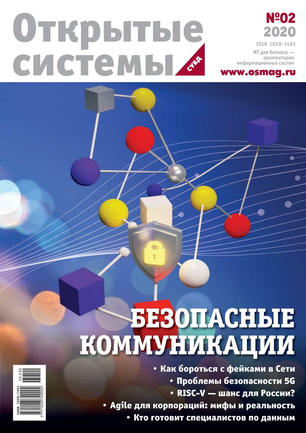 Открытые
системы
СУБД
№02
2020
ISSN 1028-7493
ИТ для бизнеса —
архитекторам
информационных систем
www.osmag.ru
БЕЗОПАСНЫЕ
КОММУНИКАЦИИ
• Как бороться с фейками в Сети
• Проблемы безопасности 5G
• RISC-V — шанс для России?
• Agile для корпораций: мифы и реальность
• Кто готовит специалистов по данным